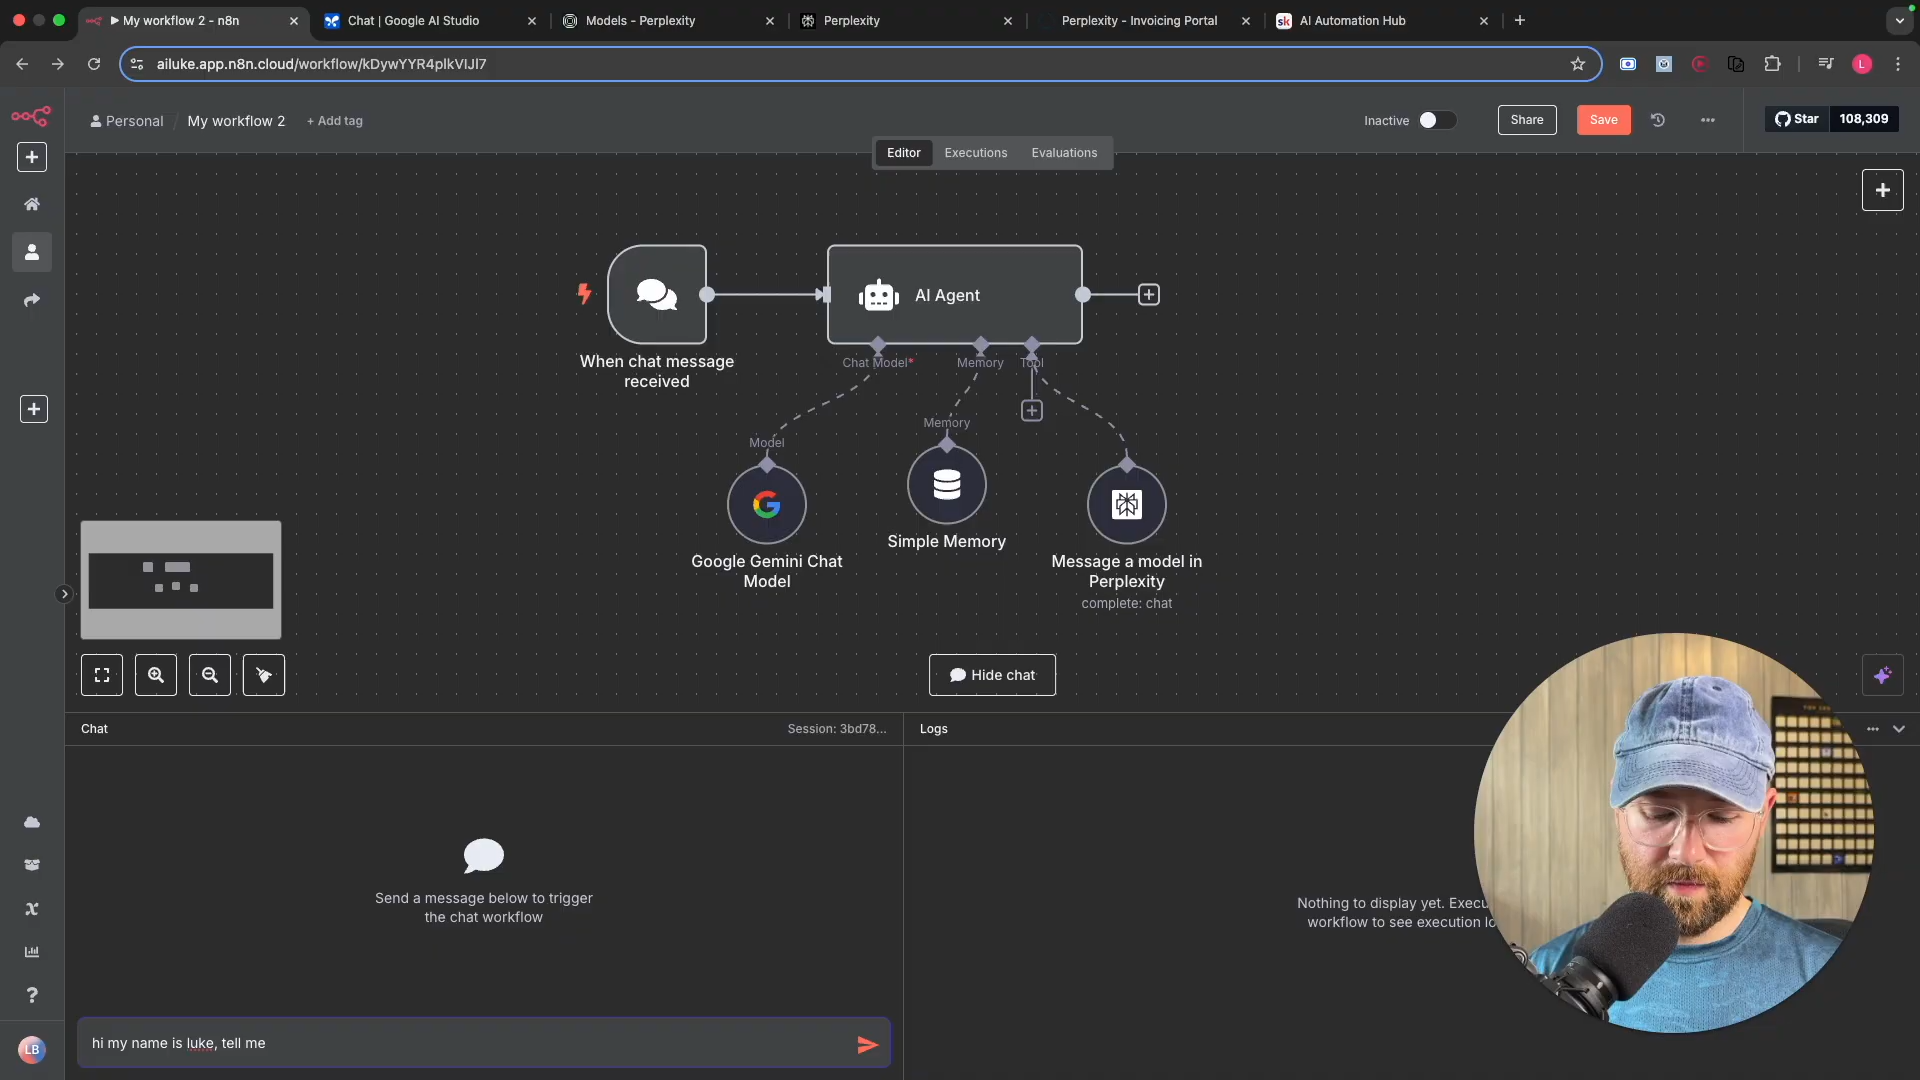 My workflow 2 - n8n
Chat | Google AI Studio
Models - Perplexity
Perplexity
Perplexity - Invoicing Portal
sk
AI Automation Hub
ailuke.app.n8n.cloud/workflow/kDywYYR4plkVIJl7
L
Personal / My workflow 2 + Add tag
Inactive
Share
Save
Star 108,309
Editor
Executions
Evaluations
AI Agent
When chat message
received
Chat Model*
Memory
Tool
Memory
Model
Google Gemini Chat
Model
Simple Memory
Message a model in
Perplexity
complete: chat
Hide chat
Chat
Session: 3bd78...
Logs
Send a message below to trigger
the chat workflow
Nothing to display yet. Execu
workflow to see execution lo
hi my name is luke, tell me
LB